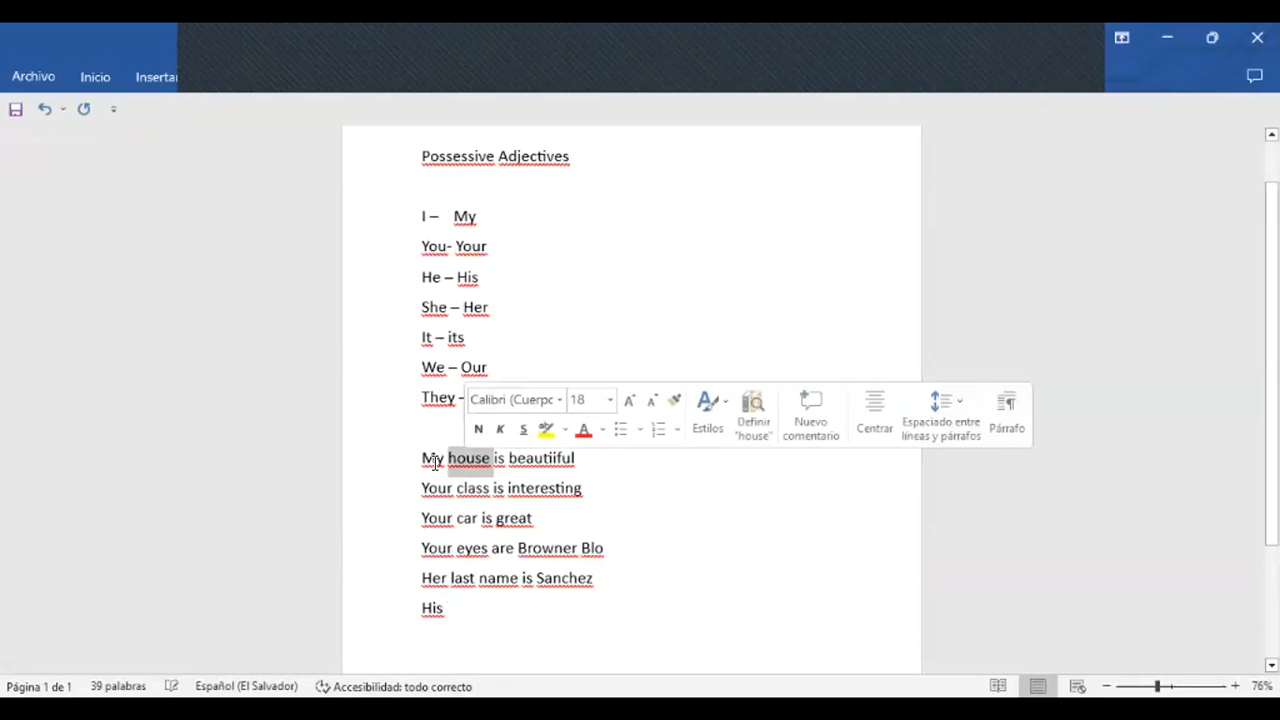 Archivo Inicio Insertar
Possessive Adjectives
I – My
You- Your
He – His
She – Her
It – its
We – Our
They –
Calibri (Cuerpc 18
Estilos
Definir "house"
Nuevo comentario
Centrar
Espaciado entre líneas y párrafos
Párrafo
N K S
My house is beautiiful
Your class is interesting
Your car is great
Your eyes are Browner Blo
Her last name is Sanchez
His
Página 1 de 1 39 palabras Español (El Salvador) Accesibilidad: todo correcto 76%